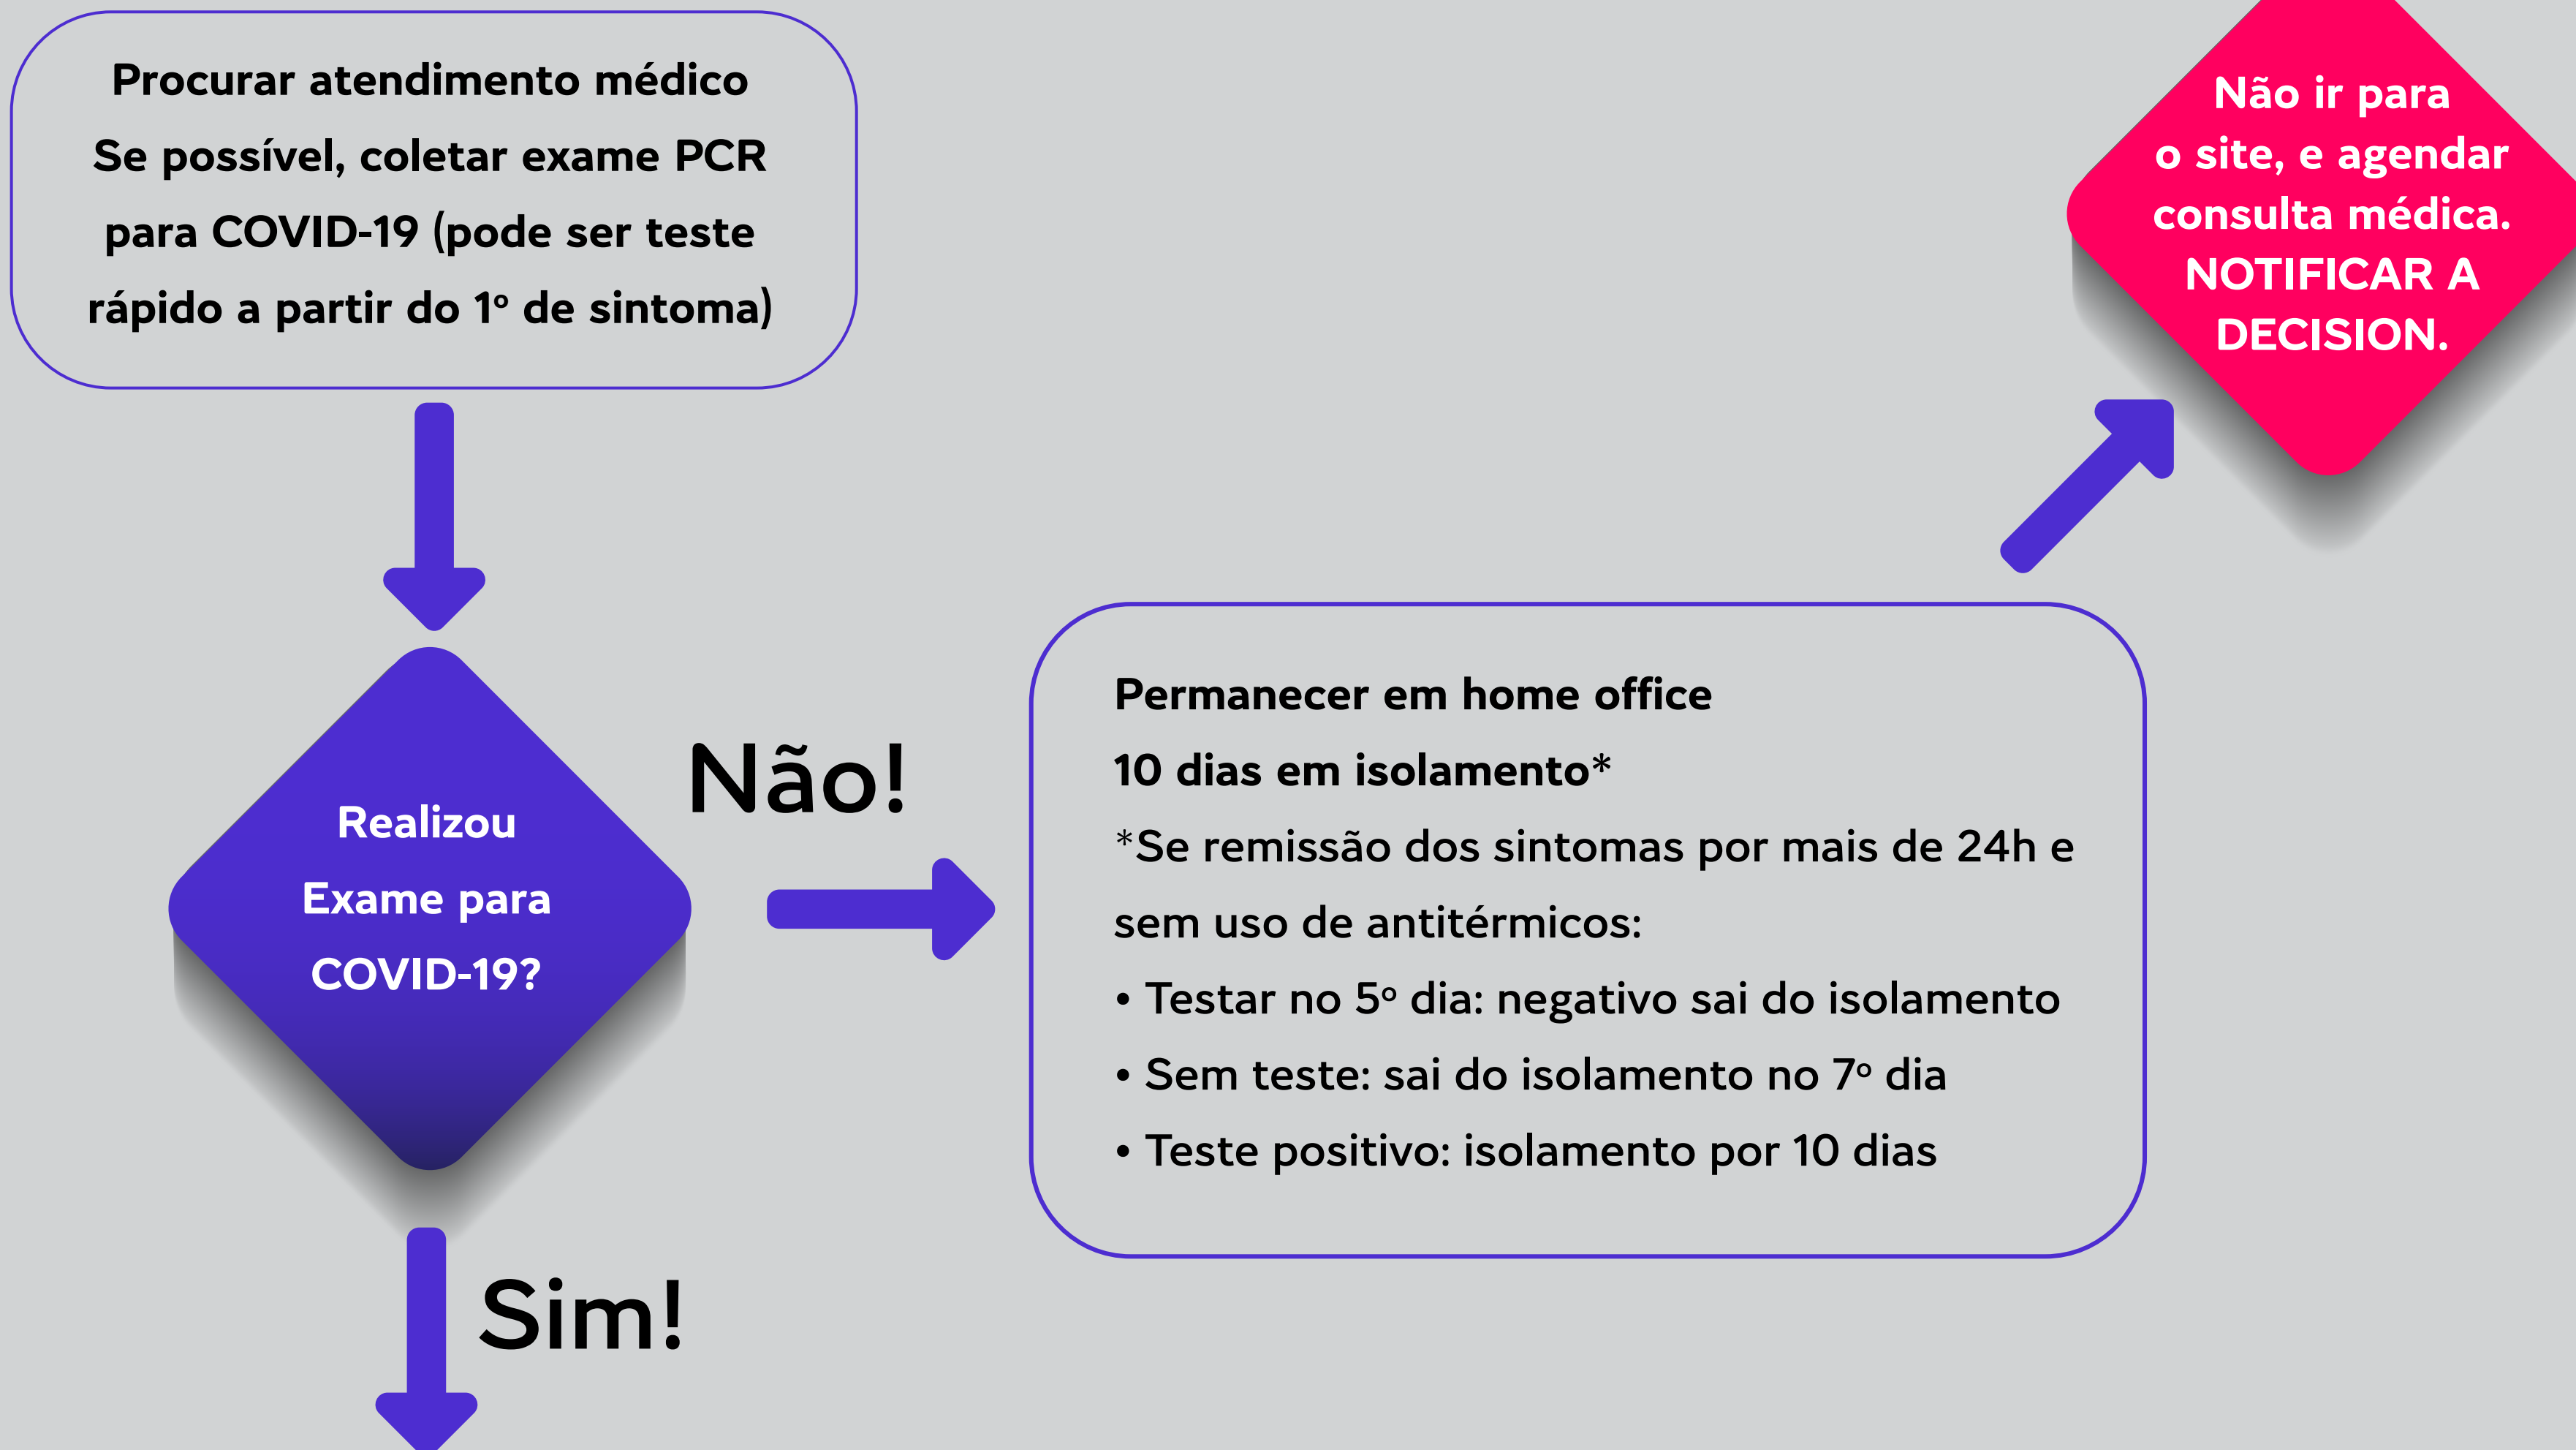 Procurar atendimento médico
Se possível, coletar exame PCR
para COVID-19 (pode ser teste
rápido a partir do 1º de sintoma)
Não ir para
o site, e agendar
consulta médica.
NOTIFICAR A
DECISION.
Realizou
Exame para
COVID-19?
Não!
Permanecer em home office
10 dias em isolamento*
*Se remissão dos sintomas por mais de 24h e
sem uso de antitérmicos:
• Testar no 5º dia: negativo sai do isolamento
• Sem teste: sai do isolamento no 7º dia
• Teste positivo: isolamento por 10 dias
Sim!